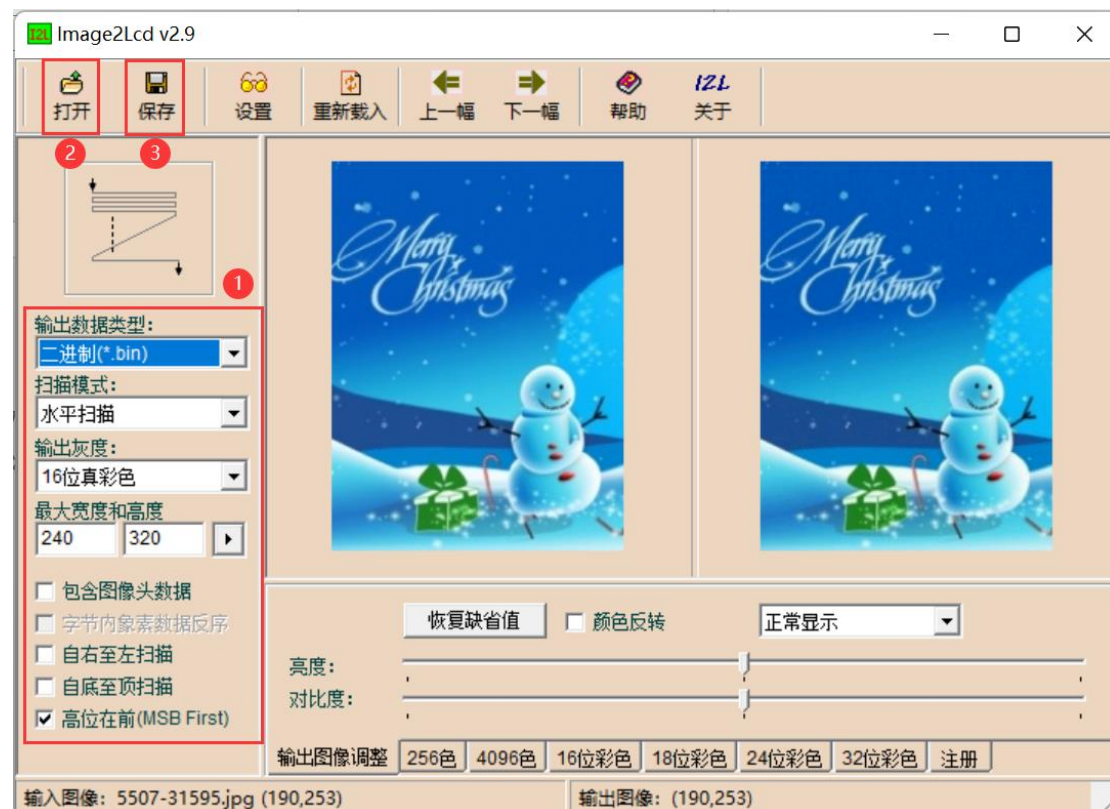 I2L Image2Lcd v2.9
打开 保存 设置 重新载入 上一幅 下一幅 帮助 I2L 关于
2 3
1
输出数据类型：
二进制(*.bin)
扫描模式：
水平扫描
输出灰度：
16位真彩色
最大宽度和高度
240 320
包含图像头数据
字节内象素数据反序
自右至左扫描
自底至顶扫描
高位在前(MSB First)
Merry
Christmas
Merry
Christmas
恢复缺省值 颜色反转 正常显示
亮度：
对比度：
输出图像调整 256色 4096色 16位彩色 18位彩色 24位彩色 32位彩色 注册
输入图像: 5507-31595.jpg (190,253) 输出图像: (190,253)